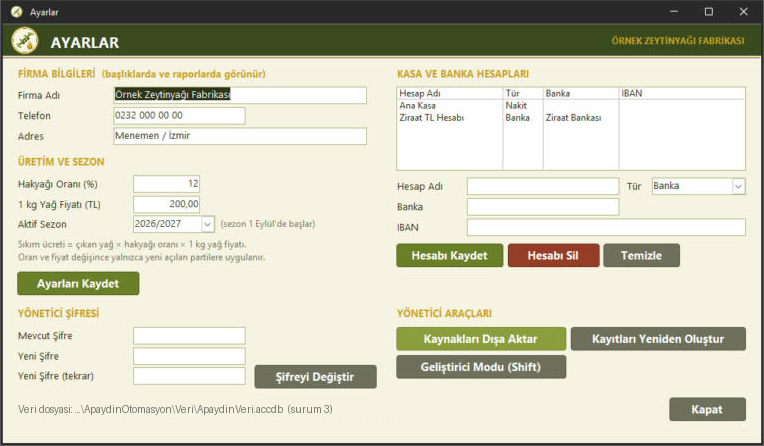 Ayarlar
AYARLAR
ÖRNEK ZEYTİNYAĞI FABRİKASI
FİRMA BİLGİLERİ (başlıklarda ve raporlarda görünür)
Firma Adı Örnek Zeytinyağı Fabrikası
Telefon 0232 000 00 00
Adres Menemen / İzmir
ÜRETİM VE SEZON
Hakyağı Oranı (%) 12
1 kg Yağ Fiyatı (TL) 200,00
Aktif Sezon 2026/2027 (sezon 1 Eylül'de başlar)
Sıkım ücreti = çıkan yağ × hakyağı oranı × 1 kg yağ fiyatı.
Oran ve fiyat değişince yalnızca yeni açılan partilere uygulanır.
Ayarları Kaydet
YÖNETİCİ ŞİFRESİ
Mevcut Şifre
Yeni Şifre
Yeni Şifre (tekrar)
Şifreyi Değiştir
Veri dosyası: ...\ApaydinOtomasyon\Veri\ApaydinVeri.accdb (surum 3)
KASA VE BANKA HESAPLARI
Hesap Adı Tür Banka IBAN
Ana Kasa Nakit
Ziraat TL Hesabı Banka Ziraat Bankası
Hesap Adı Tür Banka
Banka
IBAN
Hesabı Kaydet Hesabı Sil Temizle
YÖNETİCİ ARAÇLARI
Kaynakları Dışa Aktar Kayıtları Yeniden Oluştur
Geliştirici Modu (Shift)
Kapat